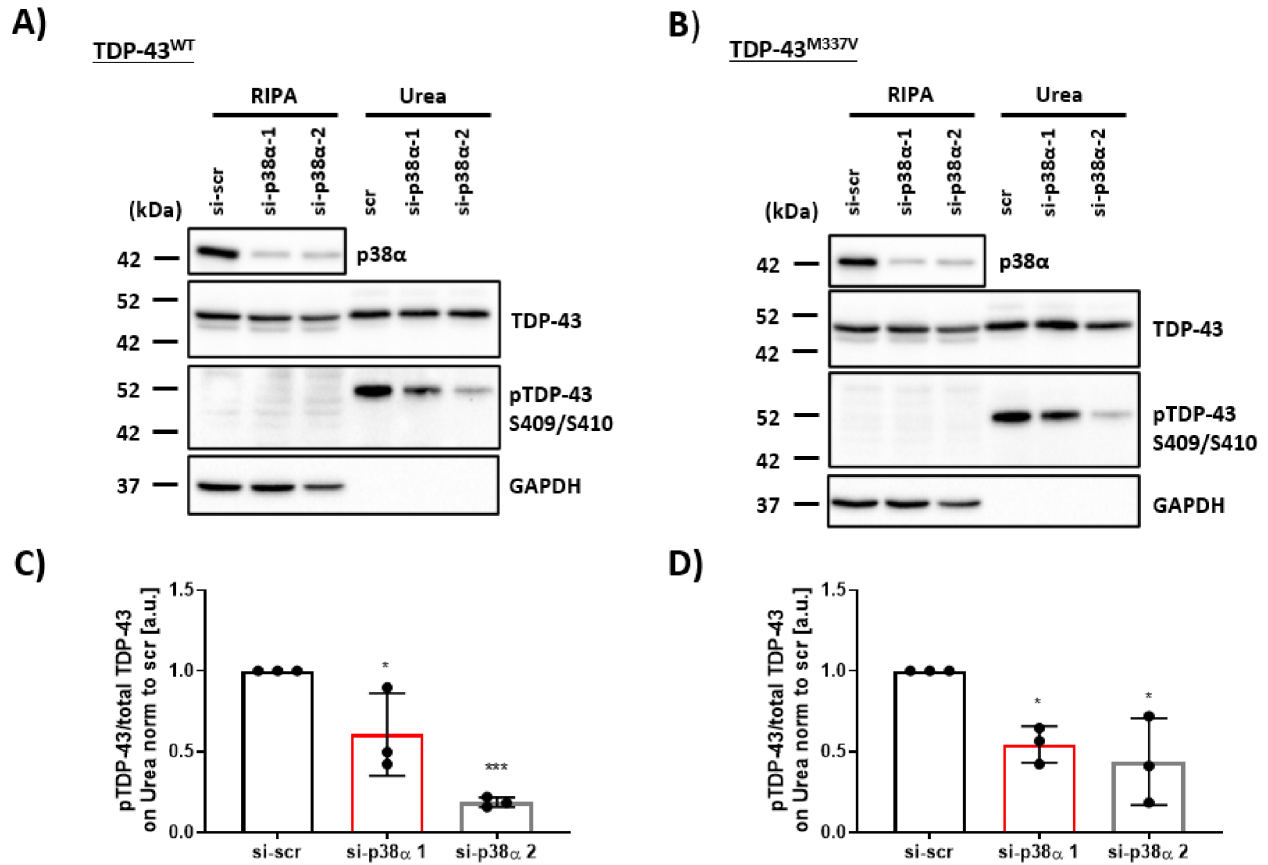 A)
TDP-43WT
RIPA Urea
si-scr si-p38α-1 si-p38α-2 scr si-p38α-1 si-p38α-2
(kDa)
42 p38α
52
TDP-43
42
52 pTDP-43
S409/S410
42
37 GAPDH
B)
TDP-43M337V
RIPA Urea
si-scr si-p38α-1 si-p38α-2 scr si-p38α-1 si-p38α-2
(kDa)
42 p38α
52
TDP-43
42
52 pTDP-43
S409/S410
42
37 GAPDH
C)
pTDP-43/total TDP-43
on Urea norm to scr [a.u.]
1.5
1.0
0.5
0.0
* ***
si-scr si-p38α 1 si-p38α 2
D)
pTDP-43/total TDP-43
on Urea norm to scr [a.u.]
1.5
1.0
0.5
0.0
* *
si-scr si-p38α 1 si-p38α 2